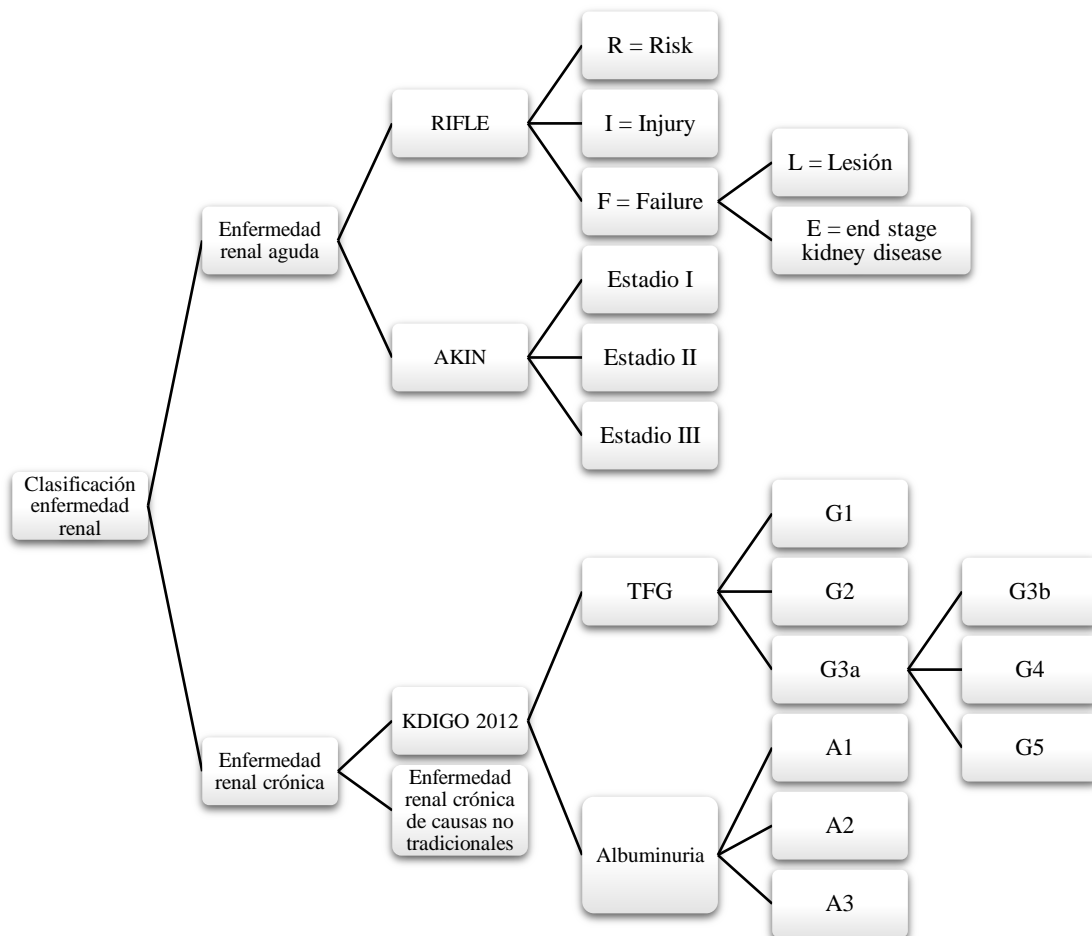 Clasificación
enfermedad
renal
Enfermedad
renal aguda
RIFLE
R = Risk
I = Injury
F = Failure
L = Lesión
E = end stage
kidney disease
AKIN
Estadio I
Estadio II
Estadio III
Enfermedad
renal crónica
KDIGO 2012
TFG
G1
G2
G3a
G3b
G4
G5
Albuminuria
A1
A2
A3
Enfermedad
renal crónica
de causas no
tradicionales